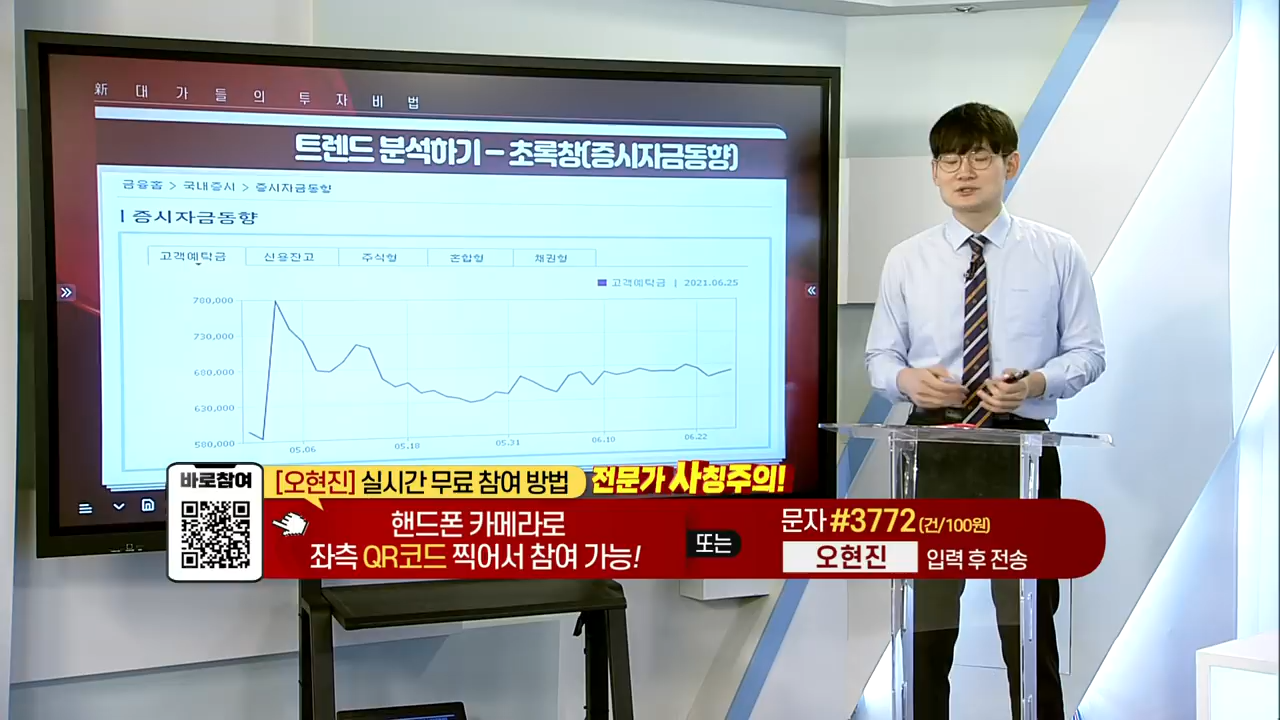 新 대 가 들 의 투 자 비 법
트렌드 분석하기 - 초록창(증시자금동향)
금융홈 > 국내증시 > 증시자금동향
증시자금동향
고객예탁금 신용잔고 주식형 혼합형 채권형
고객예탁금 | 2021.06.25
700,000
730,000
600,000
630,000
500,000
05.06 05.18 05.31 06.10 06.22
바로참여
[오현진] 실시간 무료 참여 방법
전문가 사칭주의!
핸드폰 카메라로
좌측 QR코드 찍어서 참여 가능!
또는
문자 #3772 (건/100원)
오현진 입력 후 전송